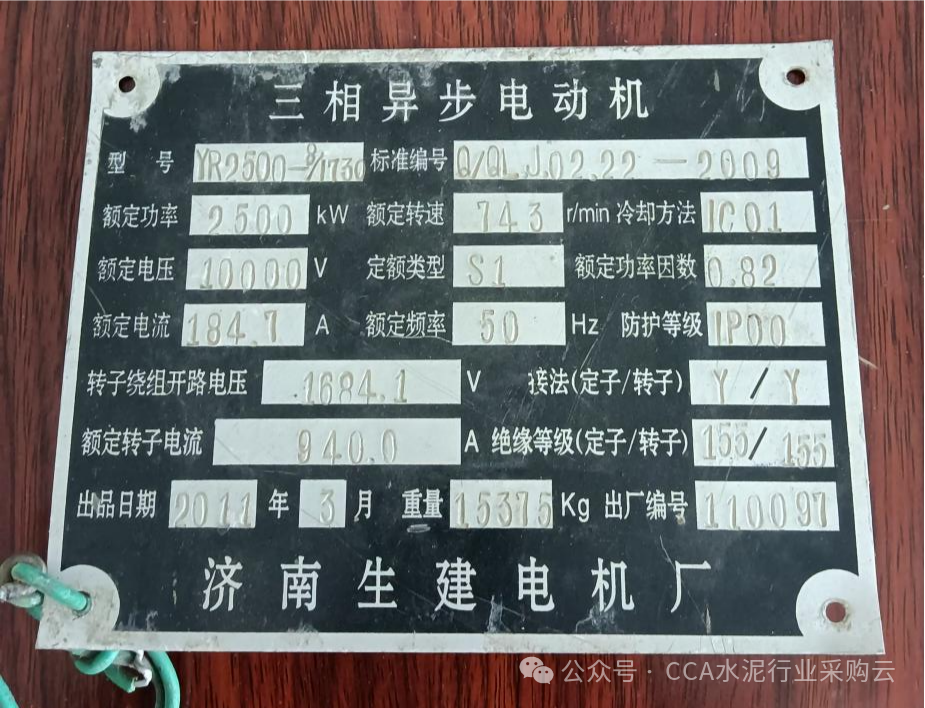 三相异步电动机
型号 YR2500-8/1730 标准编号 Q/QLJ02.22-2009
额定功率 2500 kW 额定转速 743 r/min 冷却方法 IC01
额定电压 10000 V 定额类型 S1 额定功率因数 0.82
额定电流 184.7 A 额定频率 50 Hz 防护等级 IP00
转子绕组开路电压 1684.1 V 接法(定子/转子) Y/Y
额定转子电流 940.0 A 绝缘等级(定子/转子) 155/155
出品日期 2011 年 3 月 重量 15375 Kg 出厂编号 110097
济南生建电机厂
公众号·CCA水泥行业采购云